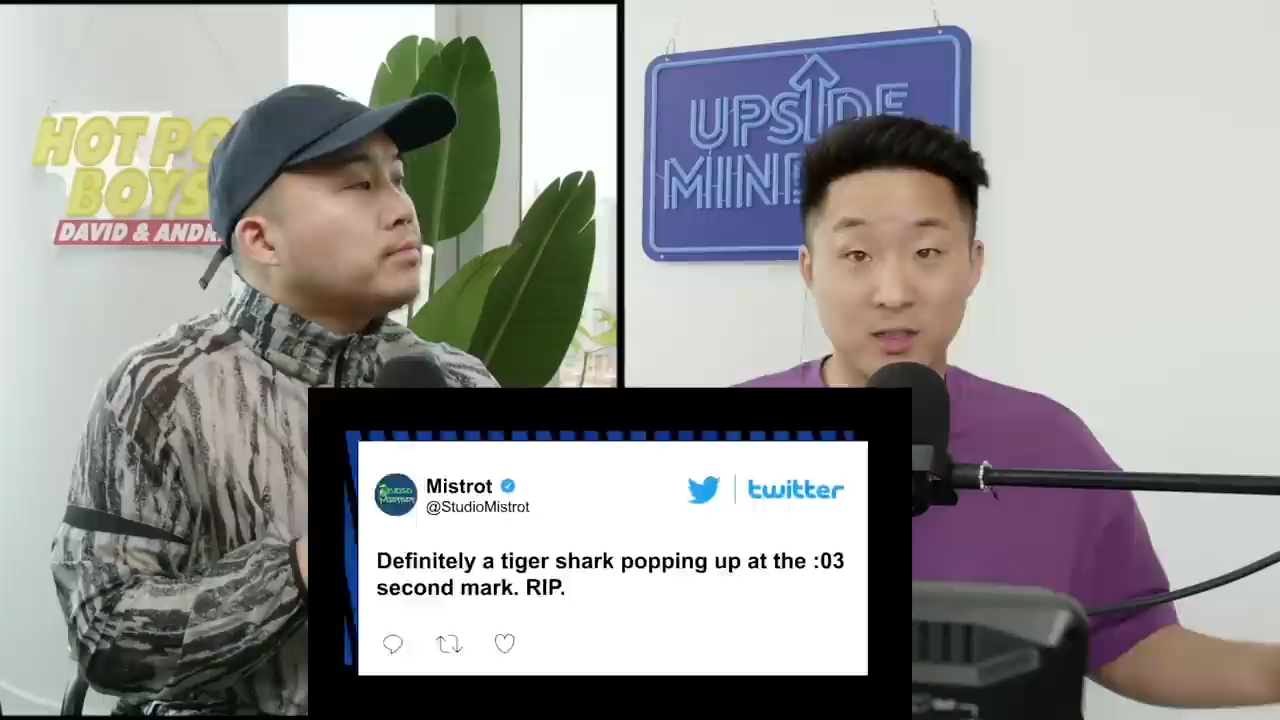 HOT PO
BOYS
DAVID & ANDR
UPSIDE
MIND
Mistrot
@StudioMistrot
twitter
Definitely a tiger shark popping up at the :03
second mark. RIP.